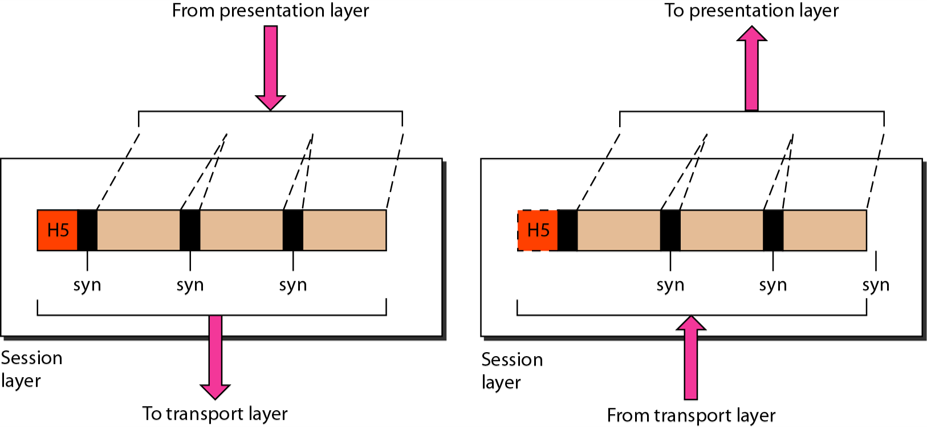 From presentation layer
To presentation layer
H5
H5
syn syn syn
syn syn syn
Session
layer
Session
layer
To transport layer
From transport layer